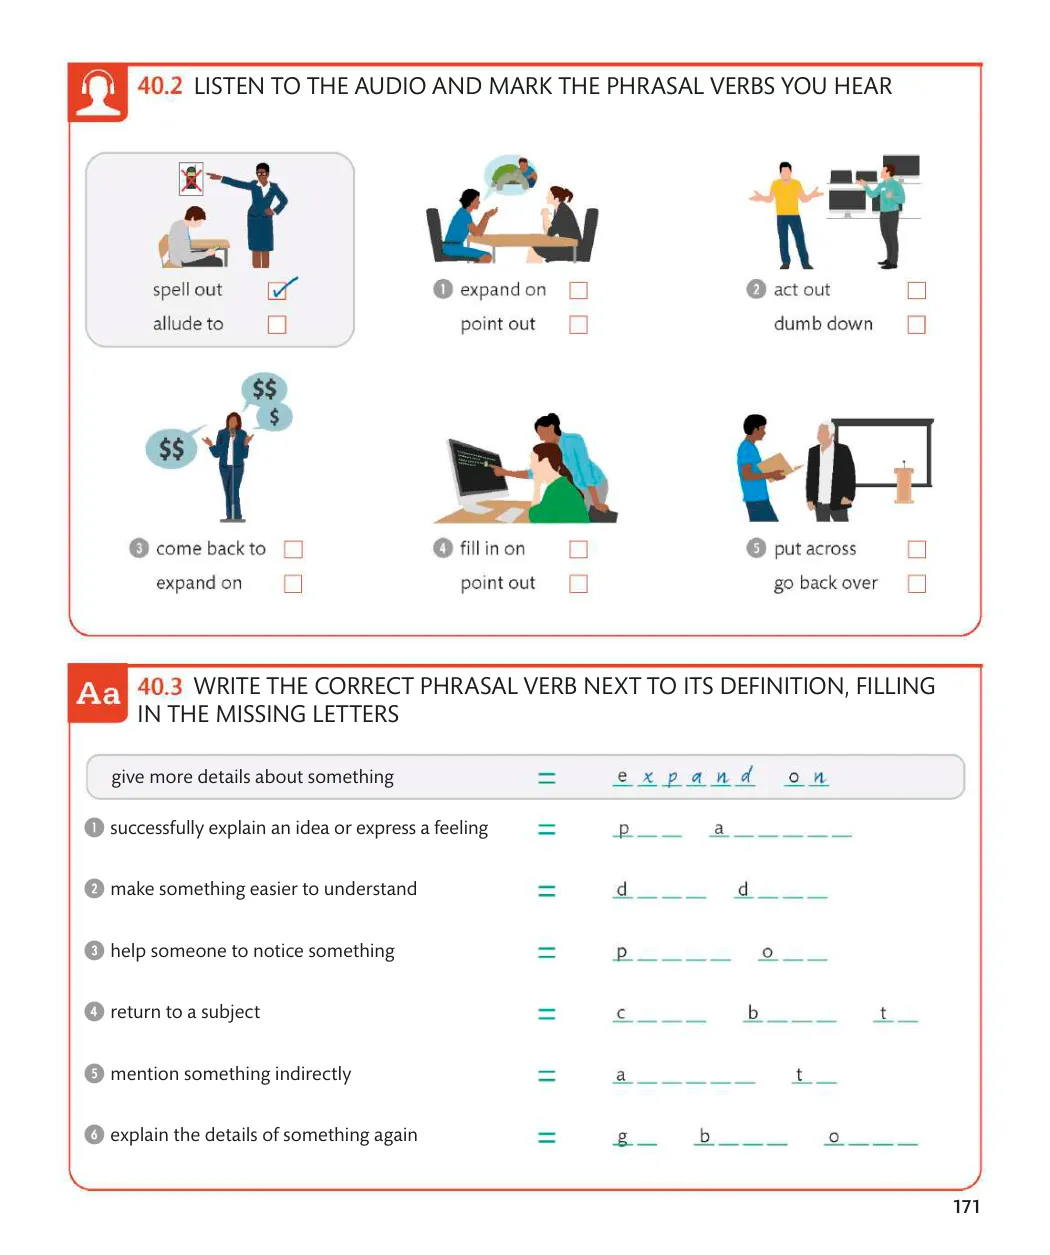 40.2 LISTEN TO THE AUDIO AND MARK THE PHRASAL VERBS YOU HEAR
spell out
allude to
1 expand on
point out
2 act out
dumb down
$$
$
$$
3 come back to
expand on
4 fill in on
point out
5 put across
go back over
Aa 40.3 WRITE THE CORRECT PHRASAL VERB NEXT TO ITS DEFINITION, FILLING
IN THE MISSING LETTERS
give more details about something = expand on
1 successfully explain an idea or express a feeling = p _ _ a _ _ _ _ _
2 make something easier to understand = d _ _ _ d _ _ _
3 help someone to notice something = p _ _ _ _ o _ _
4 return to a subject = c _ _ _ b _ _ _ t _
5 mention something indirectly = a _ _ _ _ _ t _
6 explain the details of something again = g _ b _ _ _ o _ _ _
171